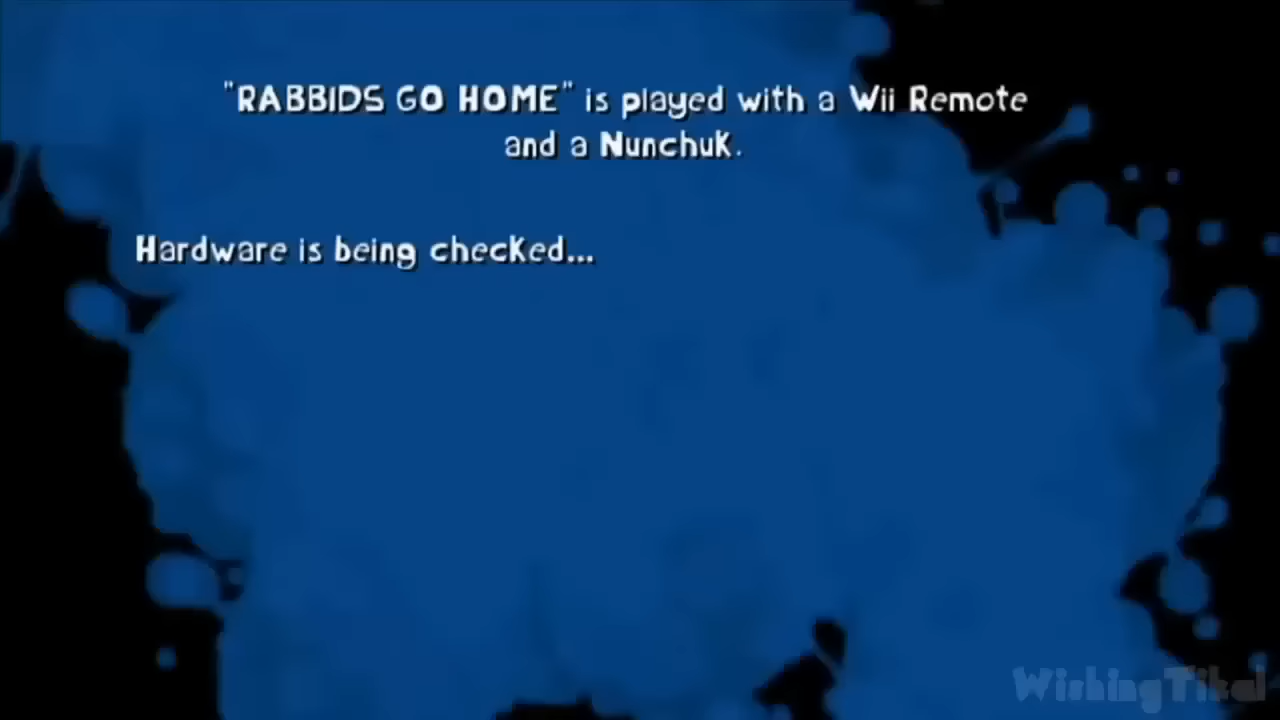 "RABBIDS GO HOME" is played with a Wii Remote
and a Nunchuk.
Hardware is being checked...
WishingTikal